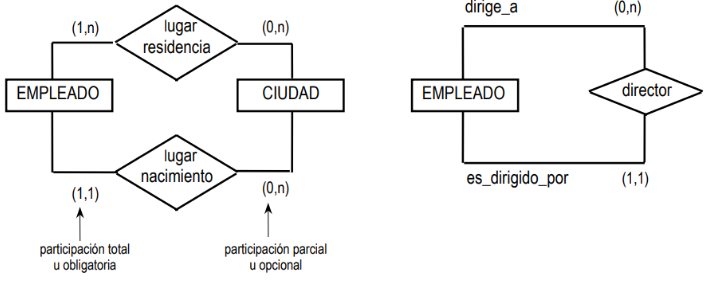 lugar
residencia
(1,n)
(0,n)
EMPLEADO
CIUDAD
lugar
nacimiento
(1,1)
(0,n)
participación total
u obligatoria
participación parcial
u opcional
dirige_a
(0,n)
EMPLEADO
director
es_dirigido_por
(1,1)